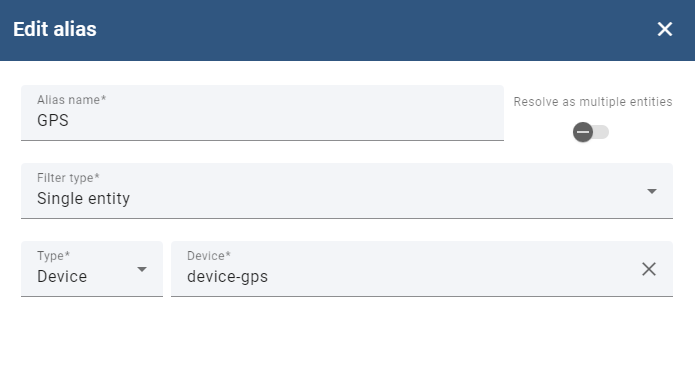 Edit alias
Alias name*
GPS
Resolve as multiple entities
Filter type*
Single entity
Type*
Device
Device*
device-gps